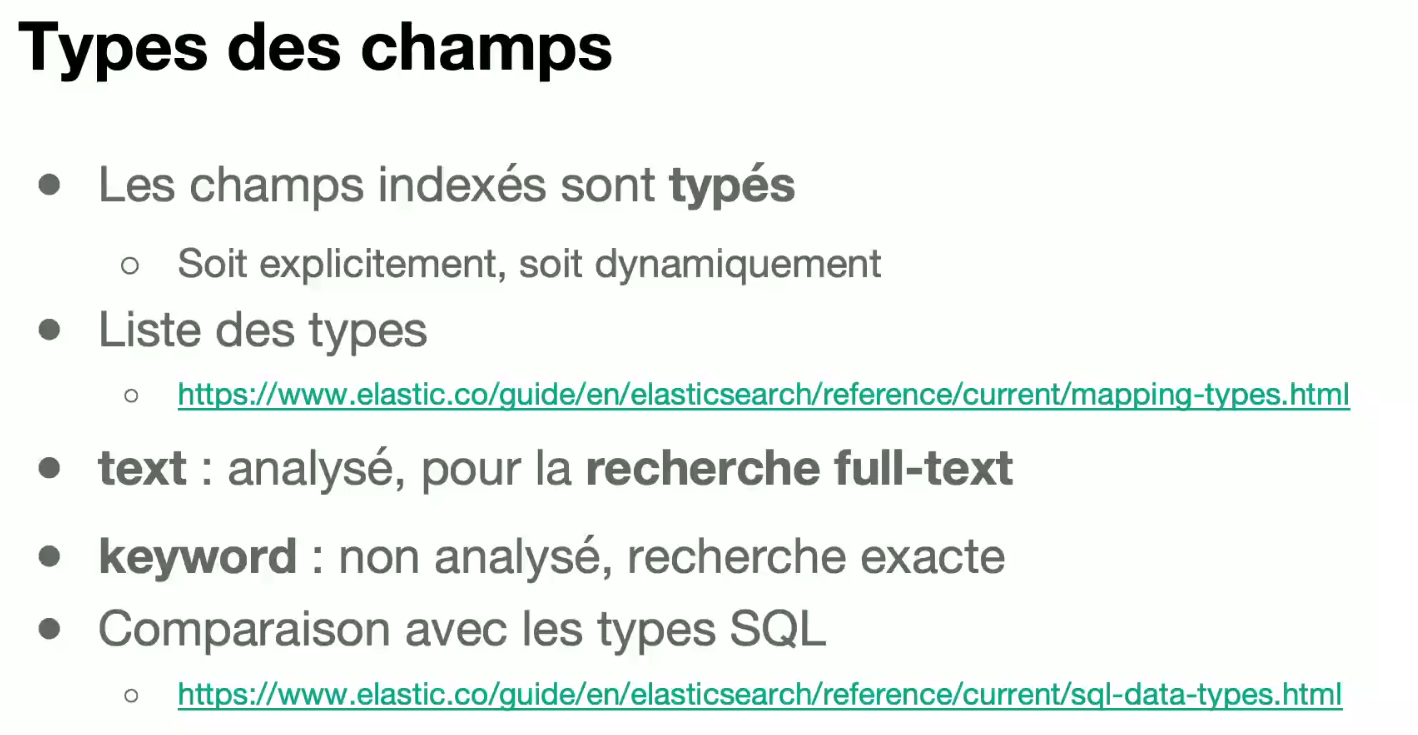 Types des champs
● Les champs indexés sont typés
○ Soit explicitement, soit dynamiquement
● Liste des types
○ https://www.elastic.co/guide/en/elasticsearch/reference/current/mapping-types.html
● text : analysé, pour la recherche full-text
● keyword : non analysé, recherche exacte
● Comparaison avec les types SQL
○ https://www.elastic.co/guide/en/elasticsearch/reference/current/sql-data-types.html